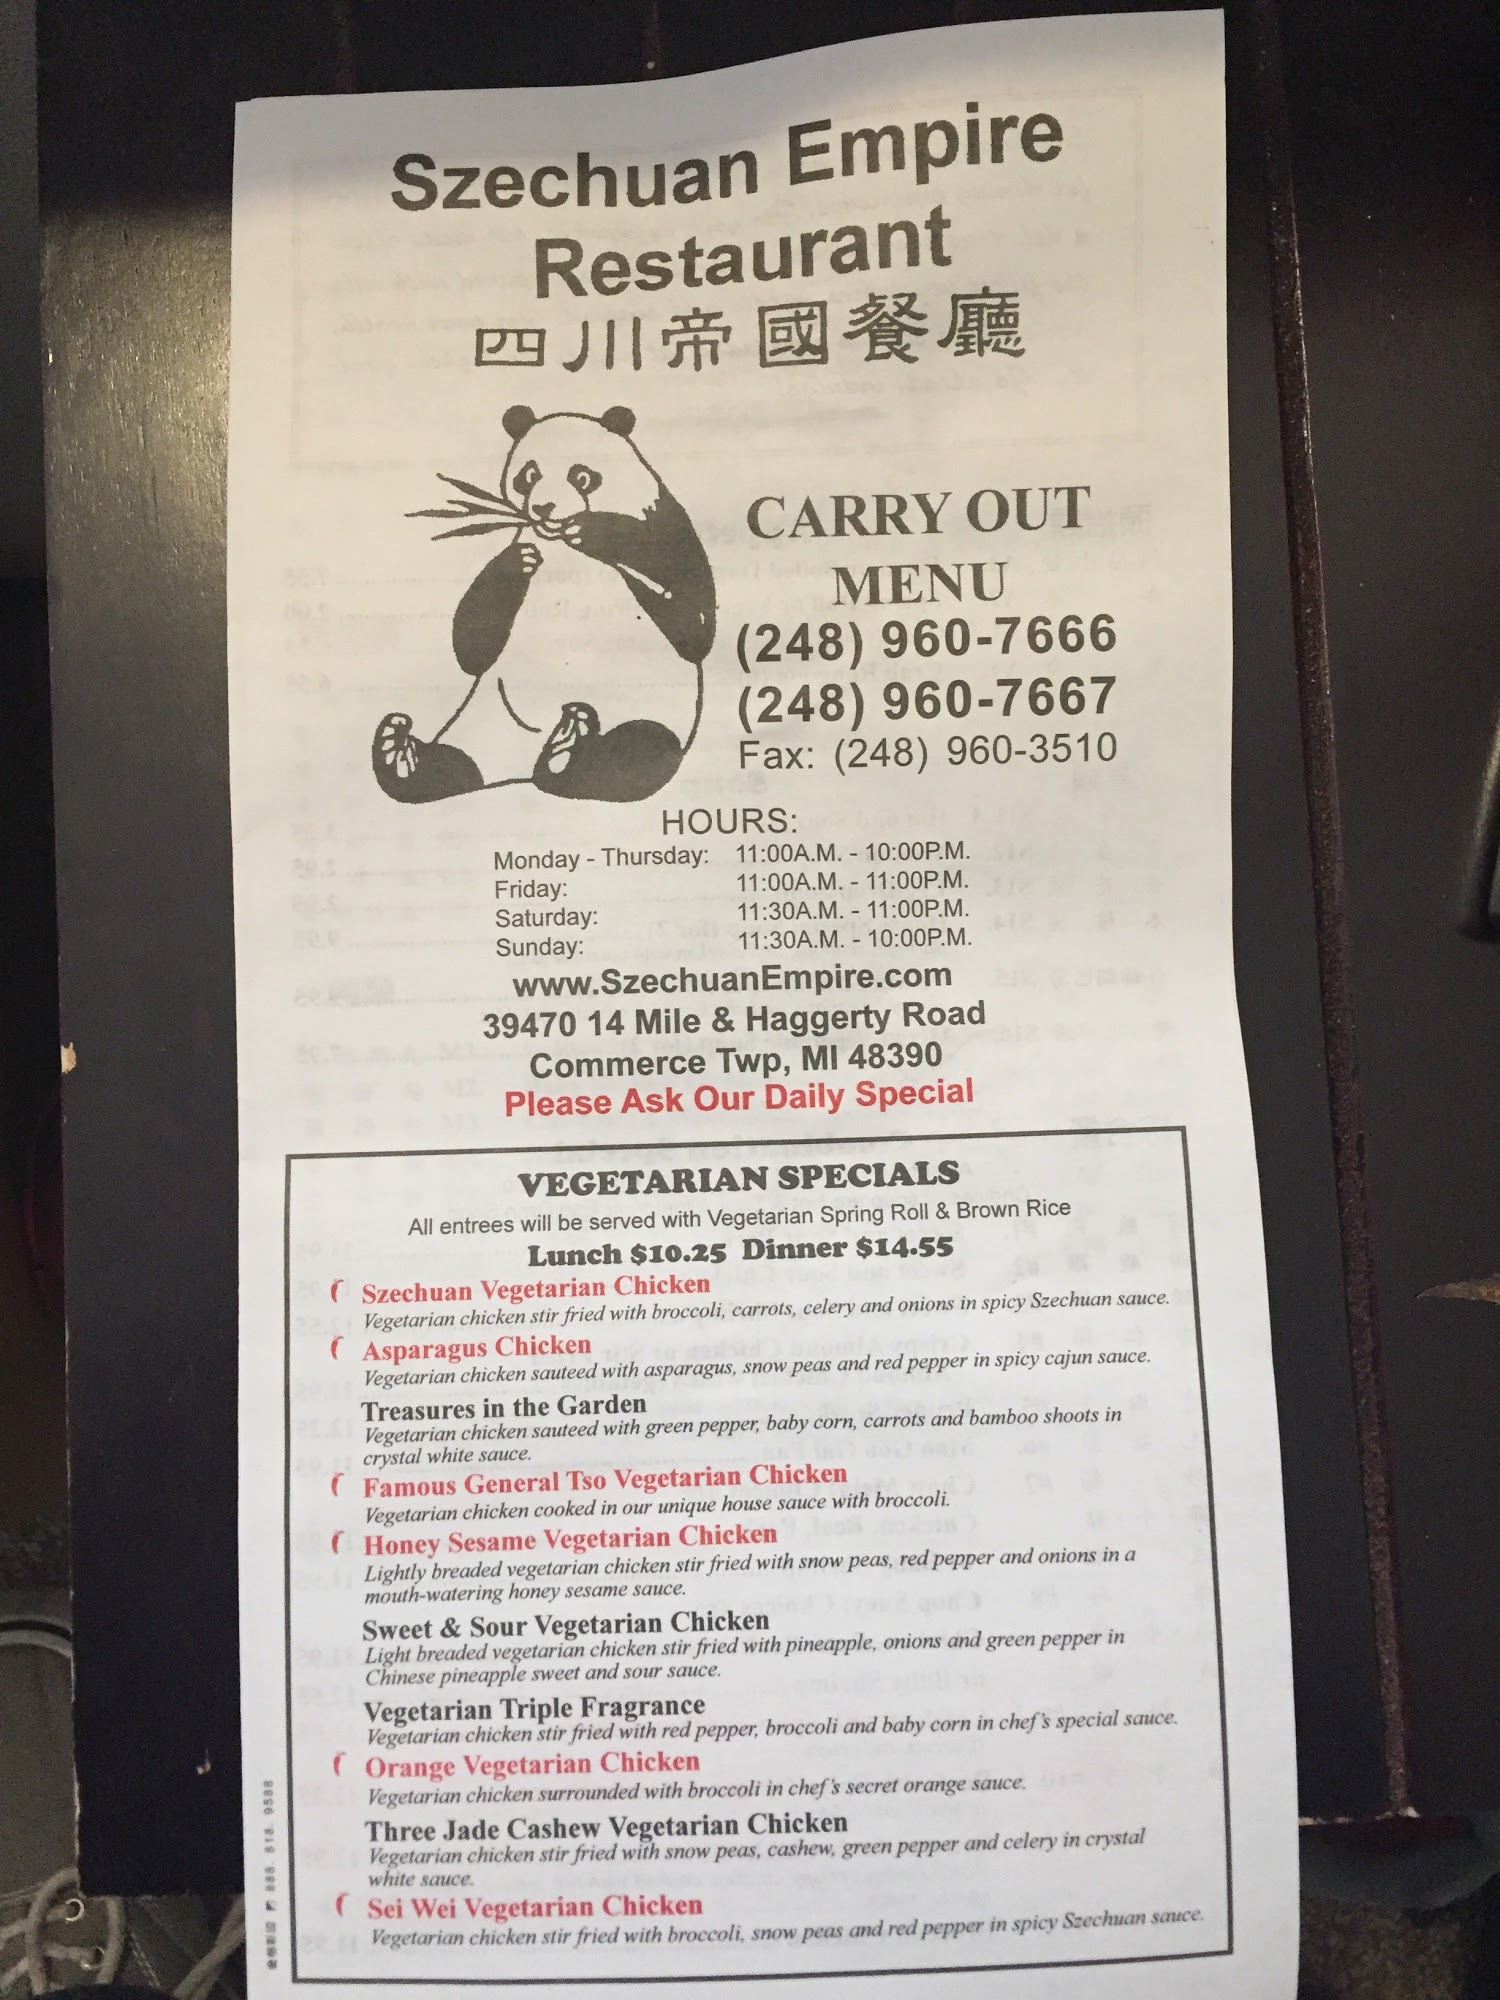 Szechuan Empire
Restaurant
四川帝國餐廳
CARRY OUT
MENU
(248) 960-7666
(248) 960-7667
Fax: (248) 960-3510
HOURS:
Monday - Thursday: 11:00A.M. - 10:00P.M.
Friday: 11:00A.M. - 11:00P.M.
Saturday: 11:30A.M. - 11:00P.M.
Sunday: 11:30A.M. - 10:00P.M.
www.SzechuanEmpire.com
39470 14 Mile & Haggerty Road
Commerce Twp, MI 48390
Please Ask Our Daily Special
VEGETARIAN SPECIALS
All entrees will be served with Vegetarian Spring Roll & Brown Rice
Lunch $10.25 Dinner $14.55
Szechuan Vegetarian Chicken
Vegetarian chicken stir fried with broccoli, carrots, celery and onions in spicy Szechuan sauce.
Asparagus Chicken
Vegetarian chicken sauteed with asparagus, snow peas and red pepper in spicy cajun sauce.
Treasures in the Garden
Vegetarian chicken sauteed with green pepper, baby corn, carrots and bamboo shoots in
crystal white sauce.
Famous General Tso Vegetarian Chicken
Vegetarian chicken cooked in our unique house sauce with broccoli.
Honey Sesame Vegetarian Chicken
Lightly breaded vegetarian chicken stir fried with snow peas, red pepper and onions in a
mouth-watering honey sesame sauce.
Sweet & Sour Vegetarian Chicken
Light breaded vegetarian chicken stir fried with pineapple, onions and green pepper in
Chinese pineapple sweet and sour sauce.
Vegetarian Triple Fragrance
Vegetarian chicken stir fried with red pepper, broccoli and baby corn in chef's special sauce.
Orange Vegetarian Chicken
Vegetarian chicken surrounded with broccoli in chef's secret orange sauce.
Three Jade Cashew Vegetarian Chicken
Vegetarian chicken stir fried with snow peas, cashew, green pepper and celery in crystal
white sauce.
Sei Wei Vegetarian Chicken
Vegetarian chicken stir fried with broccoli, snow peas and red pepper in spicy Szechuan sauce.
888. 818. 9588